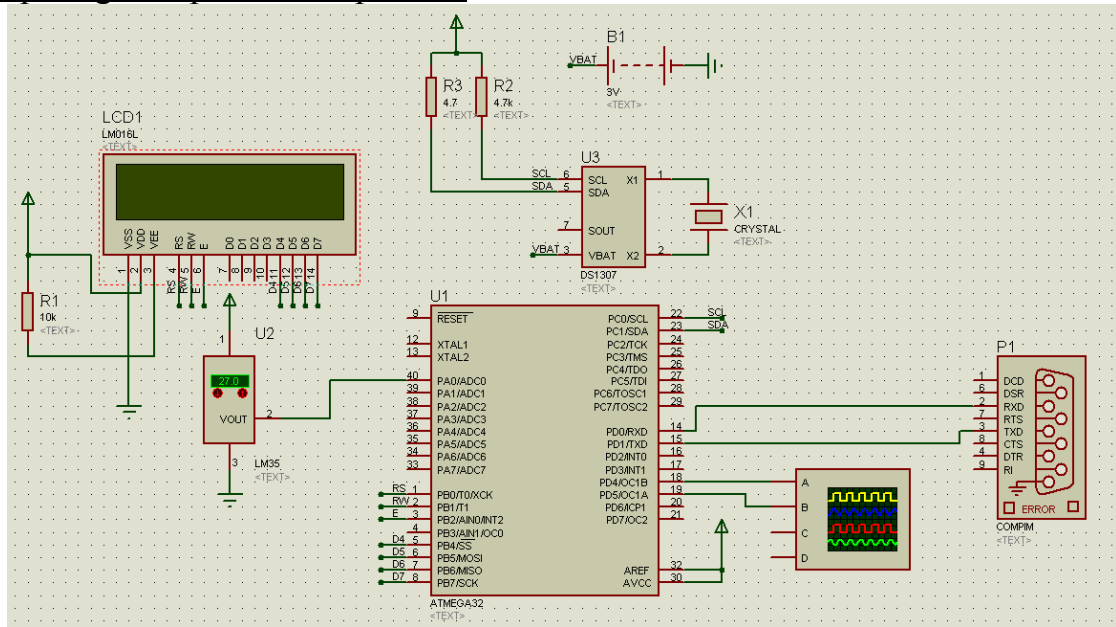 B1
VBAT
3V
<TEXT>
R3
4.7
<TEXT>
R2
4.7k
<TEXT>
LCD1
LM016L
<TEXT>
VSS
VDD
VEE
RS
RW
E
D0
D1
D2
D3
D4
D5
D6
D7
1
2
3
4
5
6
7
8
9
10
11
12
13
14
RS
RW
E
D4
D5
D6
D7
U3
SCL 6 SCL X1 1
SDA 5 SDA
7 SOUT
VBAT 3 VBAT X2 2
DS1307
<TEXT>
X1
CRYSTAL
<TEXT>
R1
10k
<TEXT>
U2
1
27.0
VOUT 2
3
LM35
<TEXT>
U1
9 RESET PC0/SCL 22 SCL
PC1/SDA 23 SDA
12 XTAL1 PC2/TCK 24
13 XTAL2 PC3/TMS 25
PC4/TDO 26
40 PA0/ADC0 PC5/TDI 27
39 PA1/ADC1 PC6/TOSC1 28
38 PA2/ADC2 PC7/TOSC2 29
37 PA3/ADC3
36 PA4/ADC4 PD0/RXD 14
35 PA5/ADC5 PD1/TXD 15
34 PA6/ADC6 PD2/INT0 16
33 PA7/ADC7 PD3/INT1 17
PD4/OC1B 18
RS 1 PB0/T0/XCK PD5/OC1A 19
RW 2 PB1/T1 PD6/ICP1 20
E 3 PB2/AIN0/INT2 PD7/OC2 21
4 PB3/AIN1/OC0
D4 5 PB4/SS
D5 6 PB5/MOSI
D6 7 PB6/MISO AREF 32
D7 8 PB7/SCK AVCC 30
ATMEGA32
<TEXT>
A
B
C
D
P1
1 DCD
6 DSR
2 RXD
7 RTS
3 TXD
8 CTS
4 DTR
9 RI
ERROR
COMPIM
<TEXT>